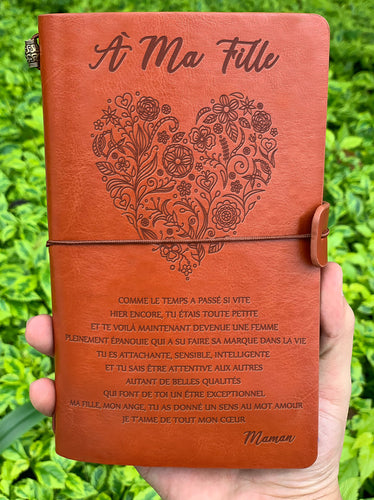 À Ma Fille
COMME LE TEMPS A PASSÉ SI VITE
HIER ENCORE, TU ÉTAIS TOUTE PETITE
ET TE VOILÀ MAINTENANT DEVENUE UNE FEMME
PLEINEMENT ÉPANOUIE QUI A SU FAIRE SA MARQUE DANS LA VIE
TU ES ATTACHANTE, SENSIBLE, INTELLIGENTE
ET TU SAIS ÊTRE ATTENTIVE AUX AUTRES
AUTANT DE BELLES QUALITÉS
QUI FONT DE TOI UN ÊTRE EXCEPTIONNEL
MA FILLE, MON ANGE, TU AS DONNÉ UN SENS AU MOT AMOUR
JE T'AIME DE TOUT MON CŒUR
Maman